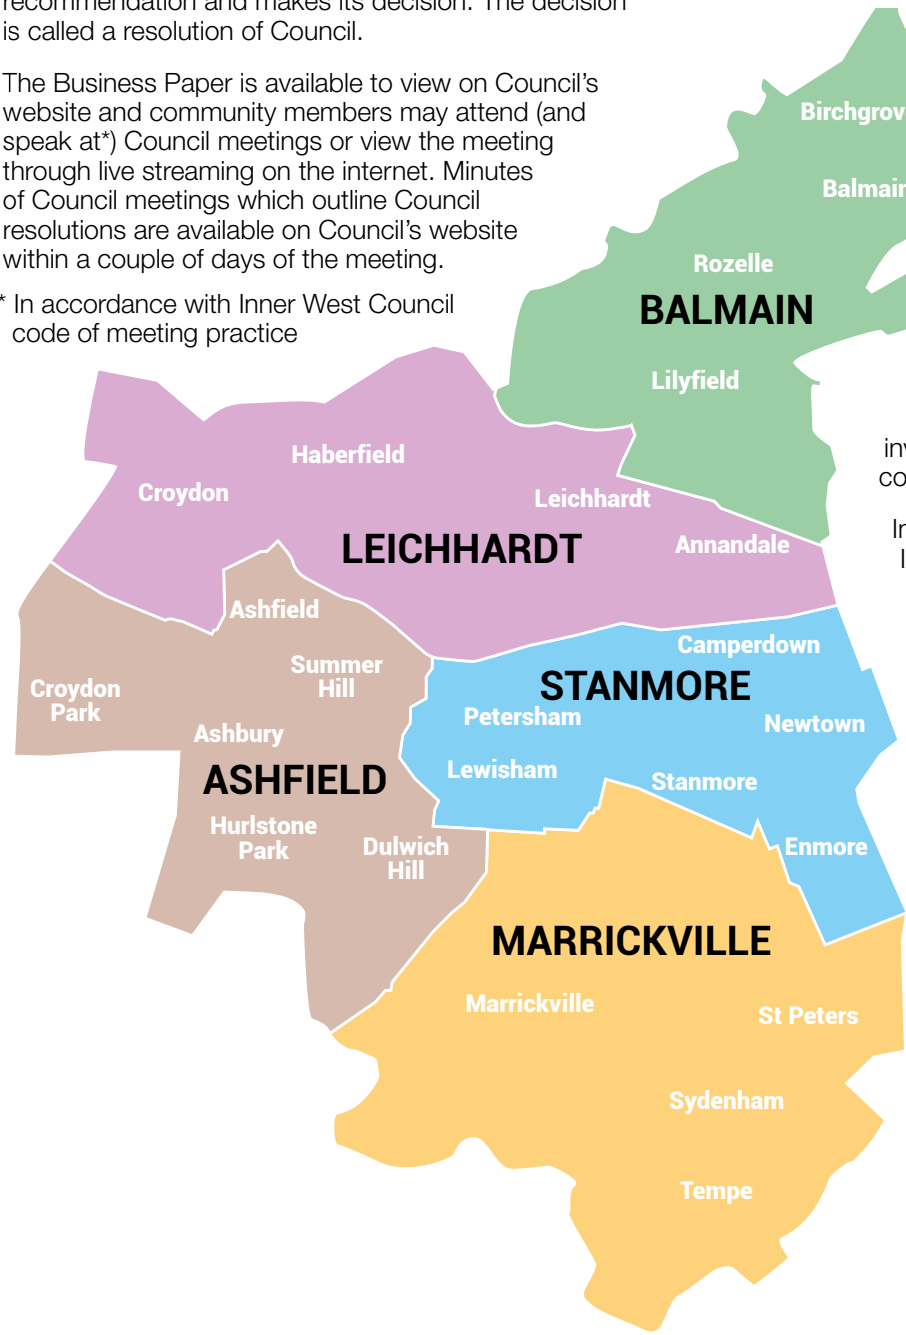 recommendation and makes its decision. The decision
is called a resolution of Council.
The Business Paper is available to view on Council's
website and community members may attend (and
speak at*) Council meetings or view the meeting
through live streaming on the internet. Minutes
of Council meetings which outline Council
resolutions are available on Council's website
within a couple of days of the meeting.
* In accordance with Inner West Council
code of meeting practice
Birchgrov
Balmain
Rozelle
BALMAIN
Lilyfield
inv
co
Haberfield
Croydon
Leichhardt
LEICHHARDT
Annandale
Ashfield
Summer
Hill
Croydon
Park
Ashbury
ASHFIELD
Hurlstone
Park
Dulwich
Hill
Camperdown
STANMORE
Petersham
Newtown
Lewisham
Stanmore
Enmore
MARRICKVILLE
Marrickville
St Peters
Sydenham
Tempe